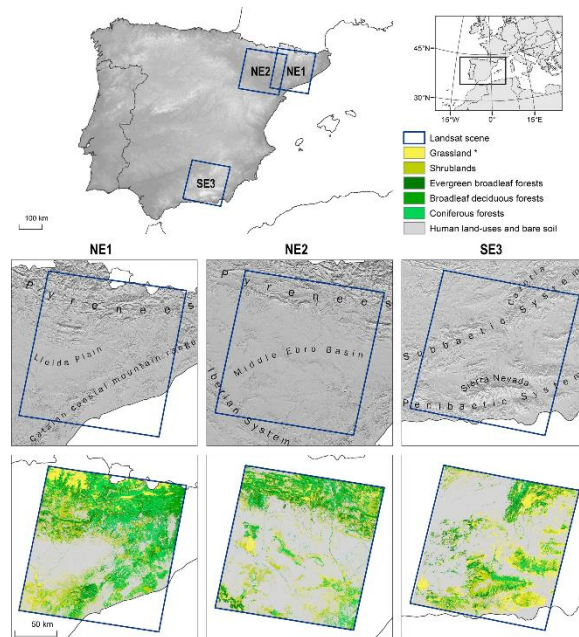 NE2
NE1
SE3
100 km
45°N
30°N
15°W
0°
15°E
Landsat scene
Grassland *
Shrublands
Evergreen broadleaf forests
Broadleaf deciduous forests
Coniferous forests
Human land-uses and bare soil
NE1
NE2
SE3
Pyrenees
Lleida Plain
Catalan coastal mountain range
Pyrenees
Middle Ebro Basin
Iberian System
Subbaetic System
Sierra Nevada
Penibaetic System
50 km